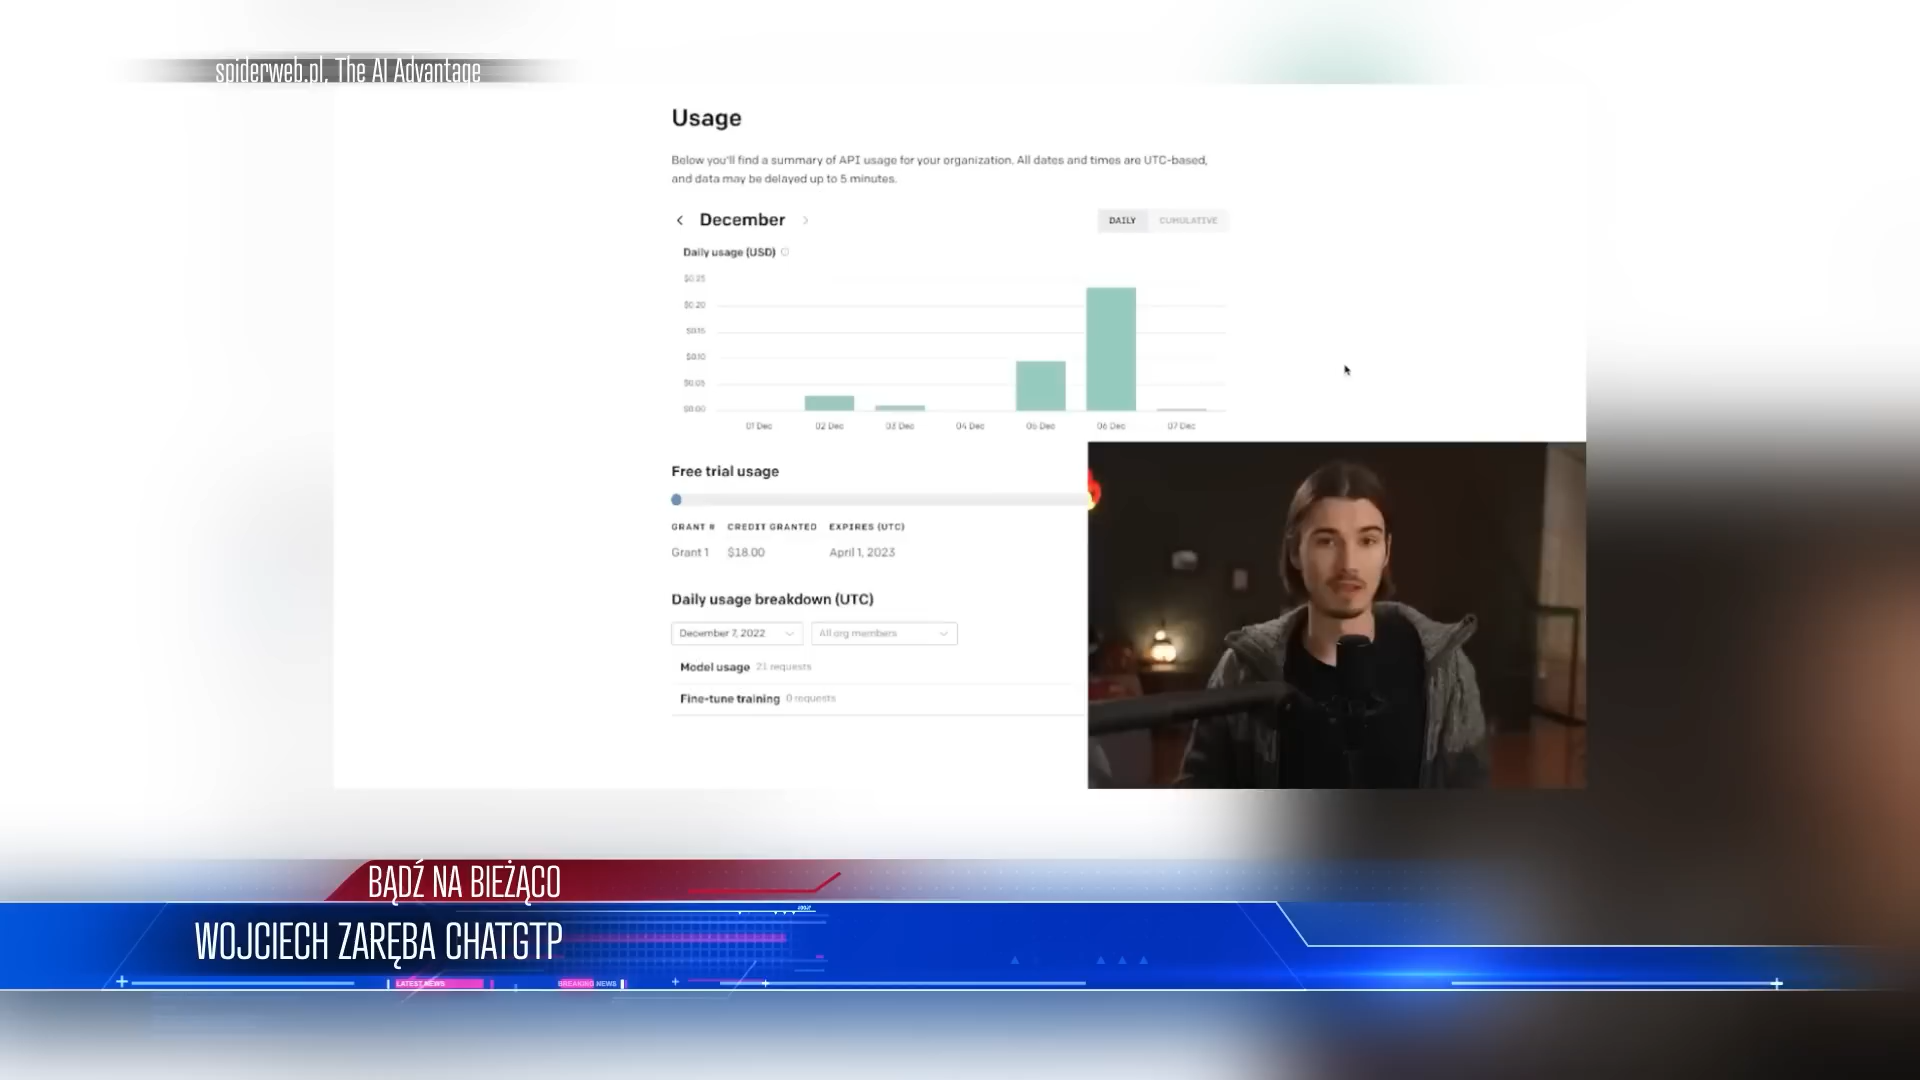 spiderweb.pl, The AI Advantage
Usage
Below you'll find a summary of API usage for your organization. All dates and times are UTC-based,
and data may be delayed up to 5 minutes.
December
DAILY CUMULATIVE
Daily usage (USD)
$0.25
$0.20
$0.15
$0.10
$0.05
$0.00
01 Dec 02 Dec 03 Dec 04 Dec 05 Dec 06 Dec 07 Dec
Free trial usage
GRANT # CREDIT GRANTED EXPIRES (UTC)
Grant 1 $18.00 April 1, 2023
Daily usage breakdown (UTC)
December 7, 2022 All org members
Model usage 21 requests
Fine-tune training 0 requests
BĄDŹ NA BIEŻĄCO
WOJCIECH ZARĘBA CHATGTP
LATEST NEWS BREAKING NEWS